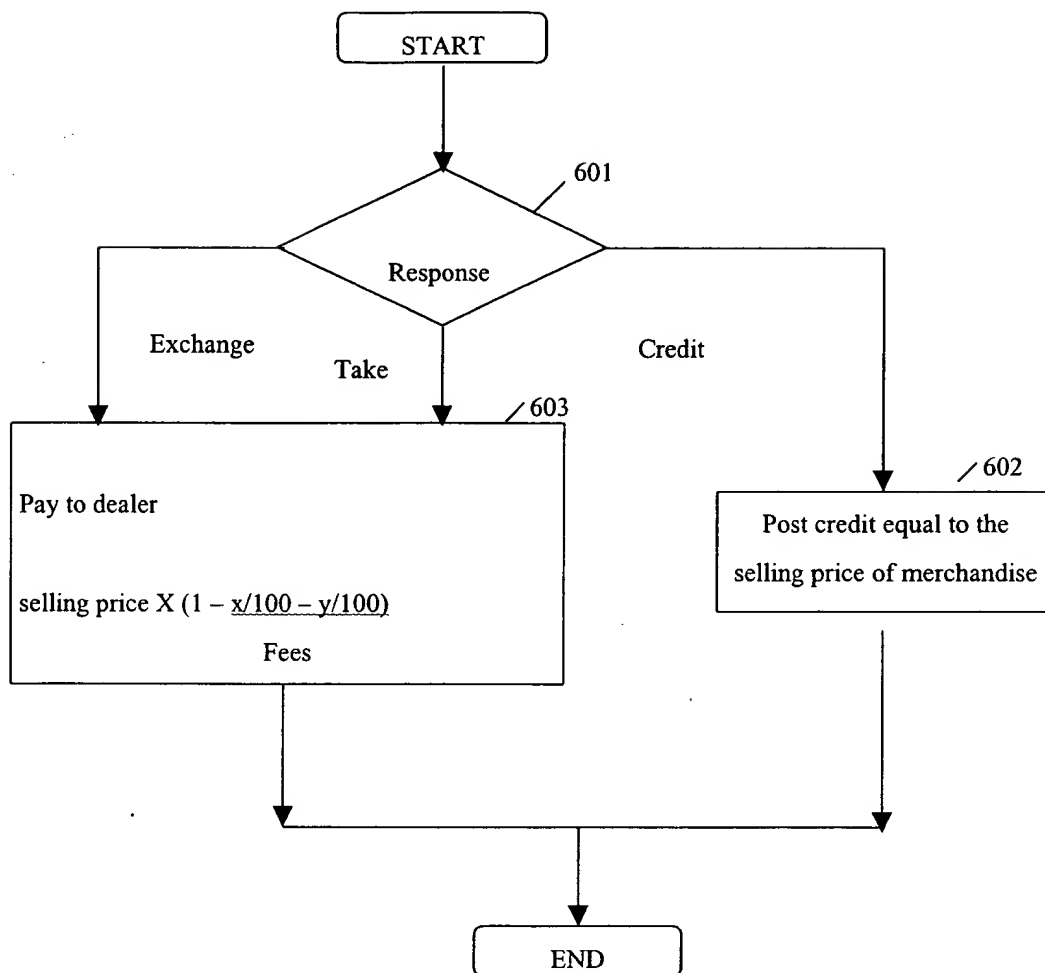 START
601
Response
Exchange
Take
Credit
603
602
Pay to dealer
Post credit equal to the
selling price of merchandise
selling price X (1 – x/100 – y/100)
Fees
END